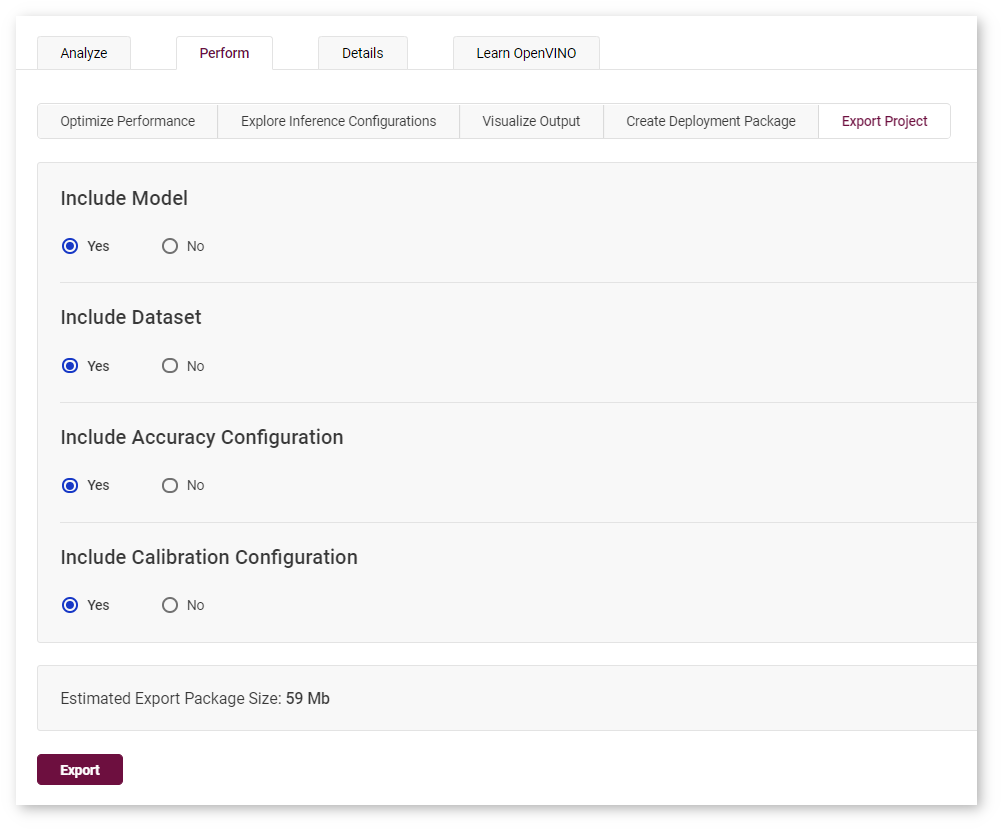 Analyze Perform Details Learn OpenVINO
Optimize Performance Explore Inference Configurations Visualize Output Create Deployment Package Export Project
Include Model
Yes No
Include Dataset
Yes No
Include Accuracy Configuration
Yes No
Include Calibration Configuration
Yes No
Estimated Export Package Size: 59 Mb
Export